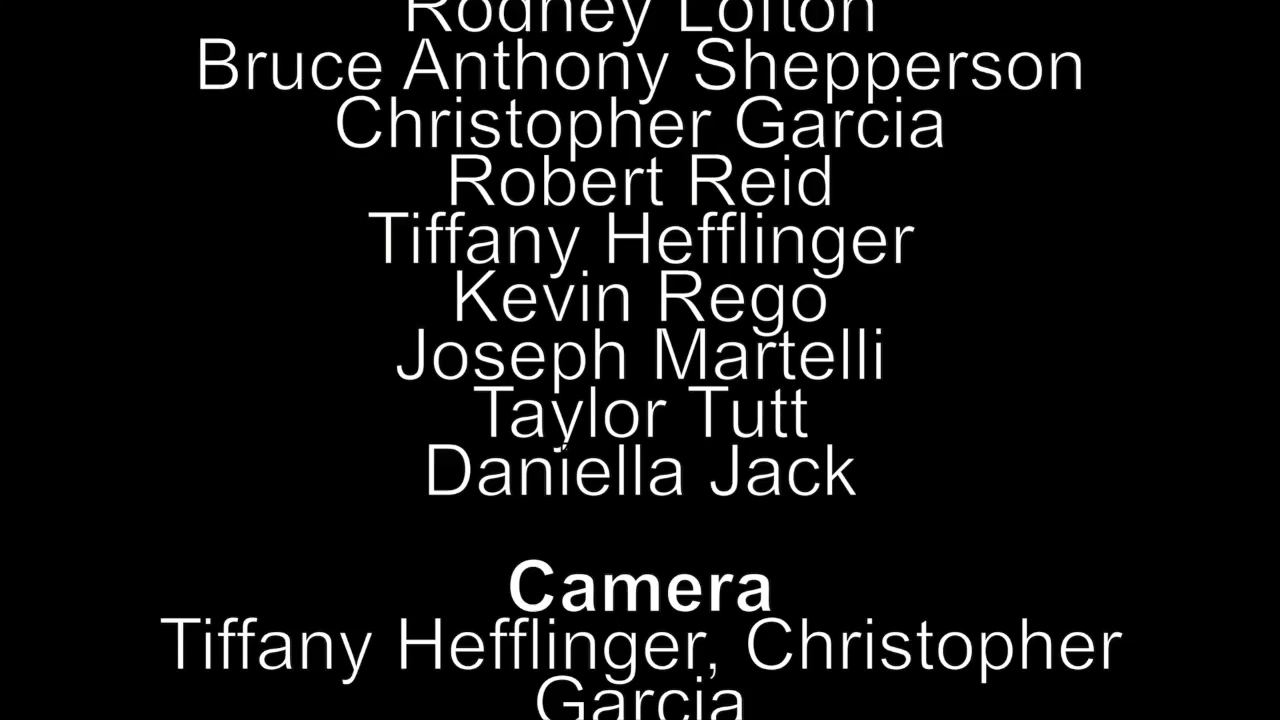 Rodney Lofton
Bruce Anthony Shepperson
Christopher Garcia
Robert Reid
Tiffany Hefflinger
Kevin Rego
Joseph Martelli
Taylor Tutt
Daniella Jack
Camera
Tiffany Hefflinger, Christopher
Garcia